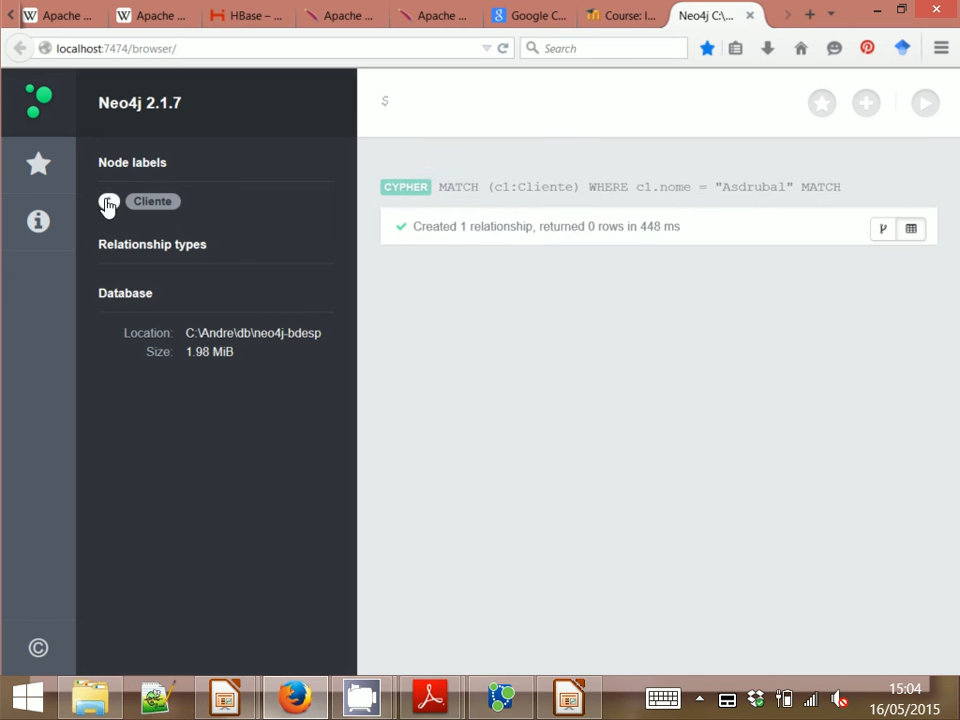 Apache ...
Apache ...
HBase – ...
Apache ...
Apache ...
Google C...
Course: I...
Neo4j C:\...
localhost:7474/browser/
Search
Neo4j 2.1.7
$
Node labels
Cliente
CYPHER MATCH (c1:Cliente) WHERE c1.nome = "Asdrubal" MATCH
Created 1 relationship, returned 0 rows in 448 ms
Relationship types
Database
Location: C:\Andre\db\neo4j-bdesp
Size: 1.98 MiB
15:04
16/05/2015